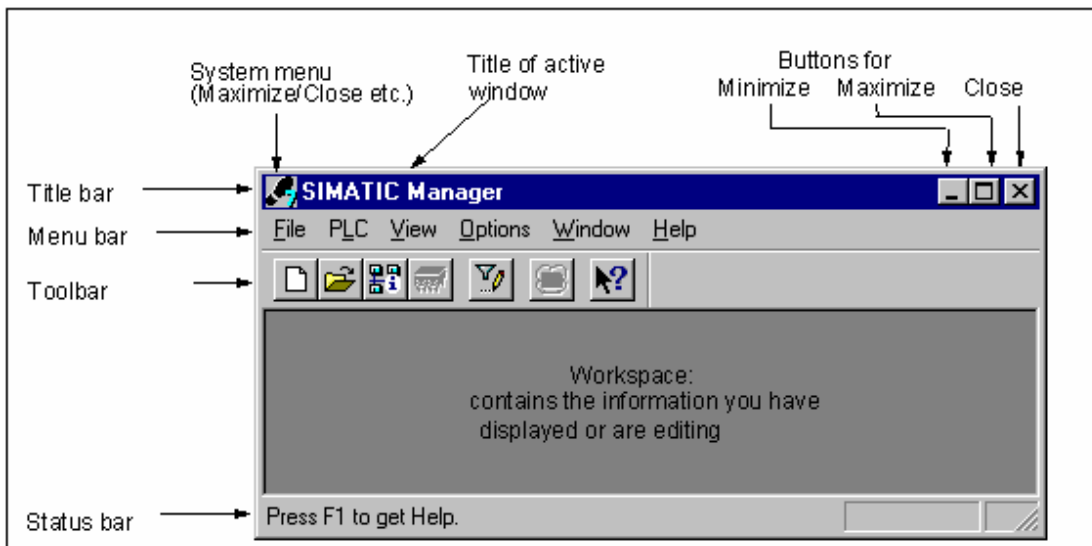 System menu
(Maximize/Close etc.)
Title of active
window
Buttons for
Minimize Maximize Close
Title bar
SIMATIC Manager
Menu bar
File PLC View Options Window Help
Toolbar
Workspace:
contains the information you have
displayed or are editing
Status bar
Press F1 to get Help.